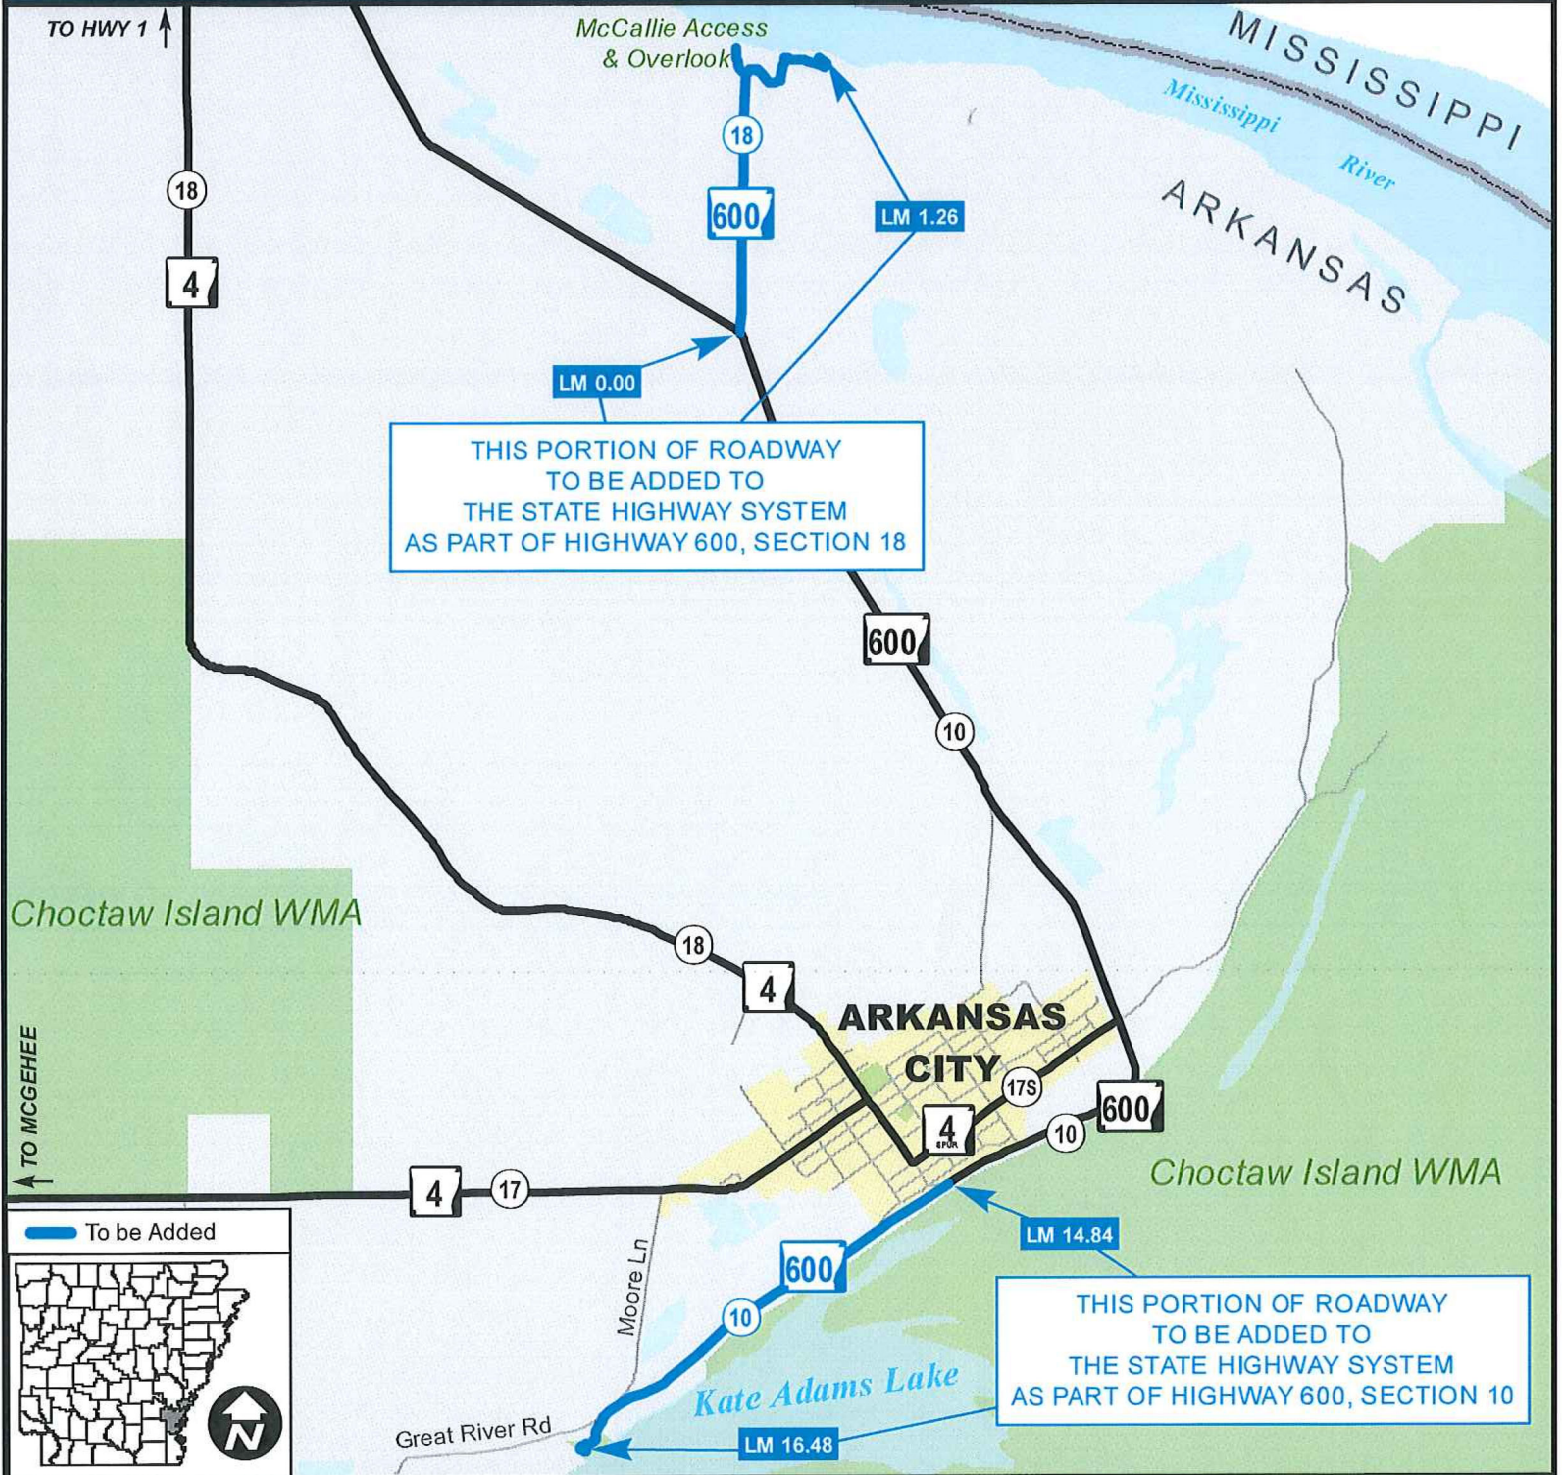 TO HWY 1
McCallie Access
& Overlook
MISSISSIPPI
Mississippi
River
ARKANSAS
18
18
600
LM 1.26
4
LM 0.00
THIS PORTION OF ROADWAY
TO BE ADDED TO
THE STATE HIGHWAY SYSTEM
AS PART OF HIGHWAY 600, SECTION 18
600
10
Choctaw Island WMA
18
4
ARKANSAS
CITY
17S
TO MCGEHEE
4
SPUR
10
600
Choctaw Island WMA
4
17
To be Added
LM 14.84
Moore Ln
600
10
THIS PORTION OF ROADWAY
TO BE ADDED TO
THE STATE HIGHWAY SYSTEM
AS PART OF HIGHWAY 600, SECTION 10
Kate Adams Lake
Great River Rd
LM 16.48
N